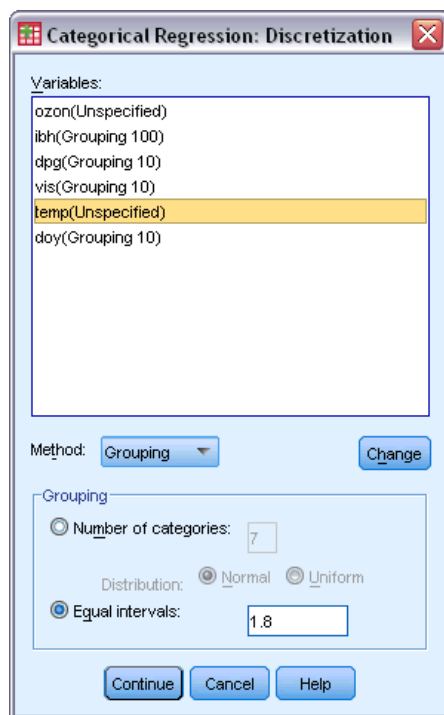 Categorical Regression: Discretization
Variables:
ozon(Unspecified)
ibh(Grouping 100)
dpg(Grouping 10)
vis(Grouping 10)
temp(Unspecified)
doy(Grouping 10)
Method: Grouping Change
Grouping
Number of categories: 7
Distribution: Normal Uniform
Equal intervals: 1.8
Continue Cancel Help